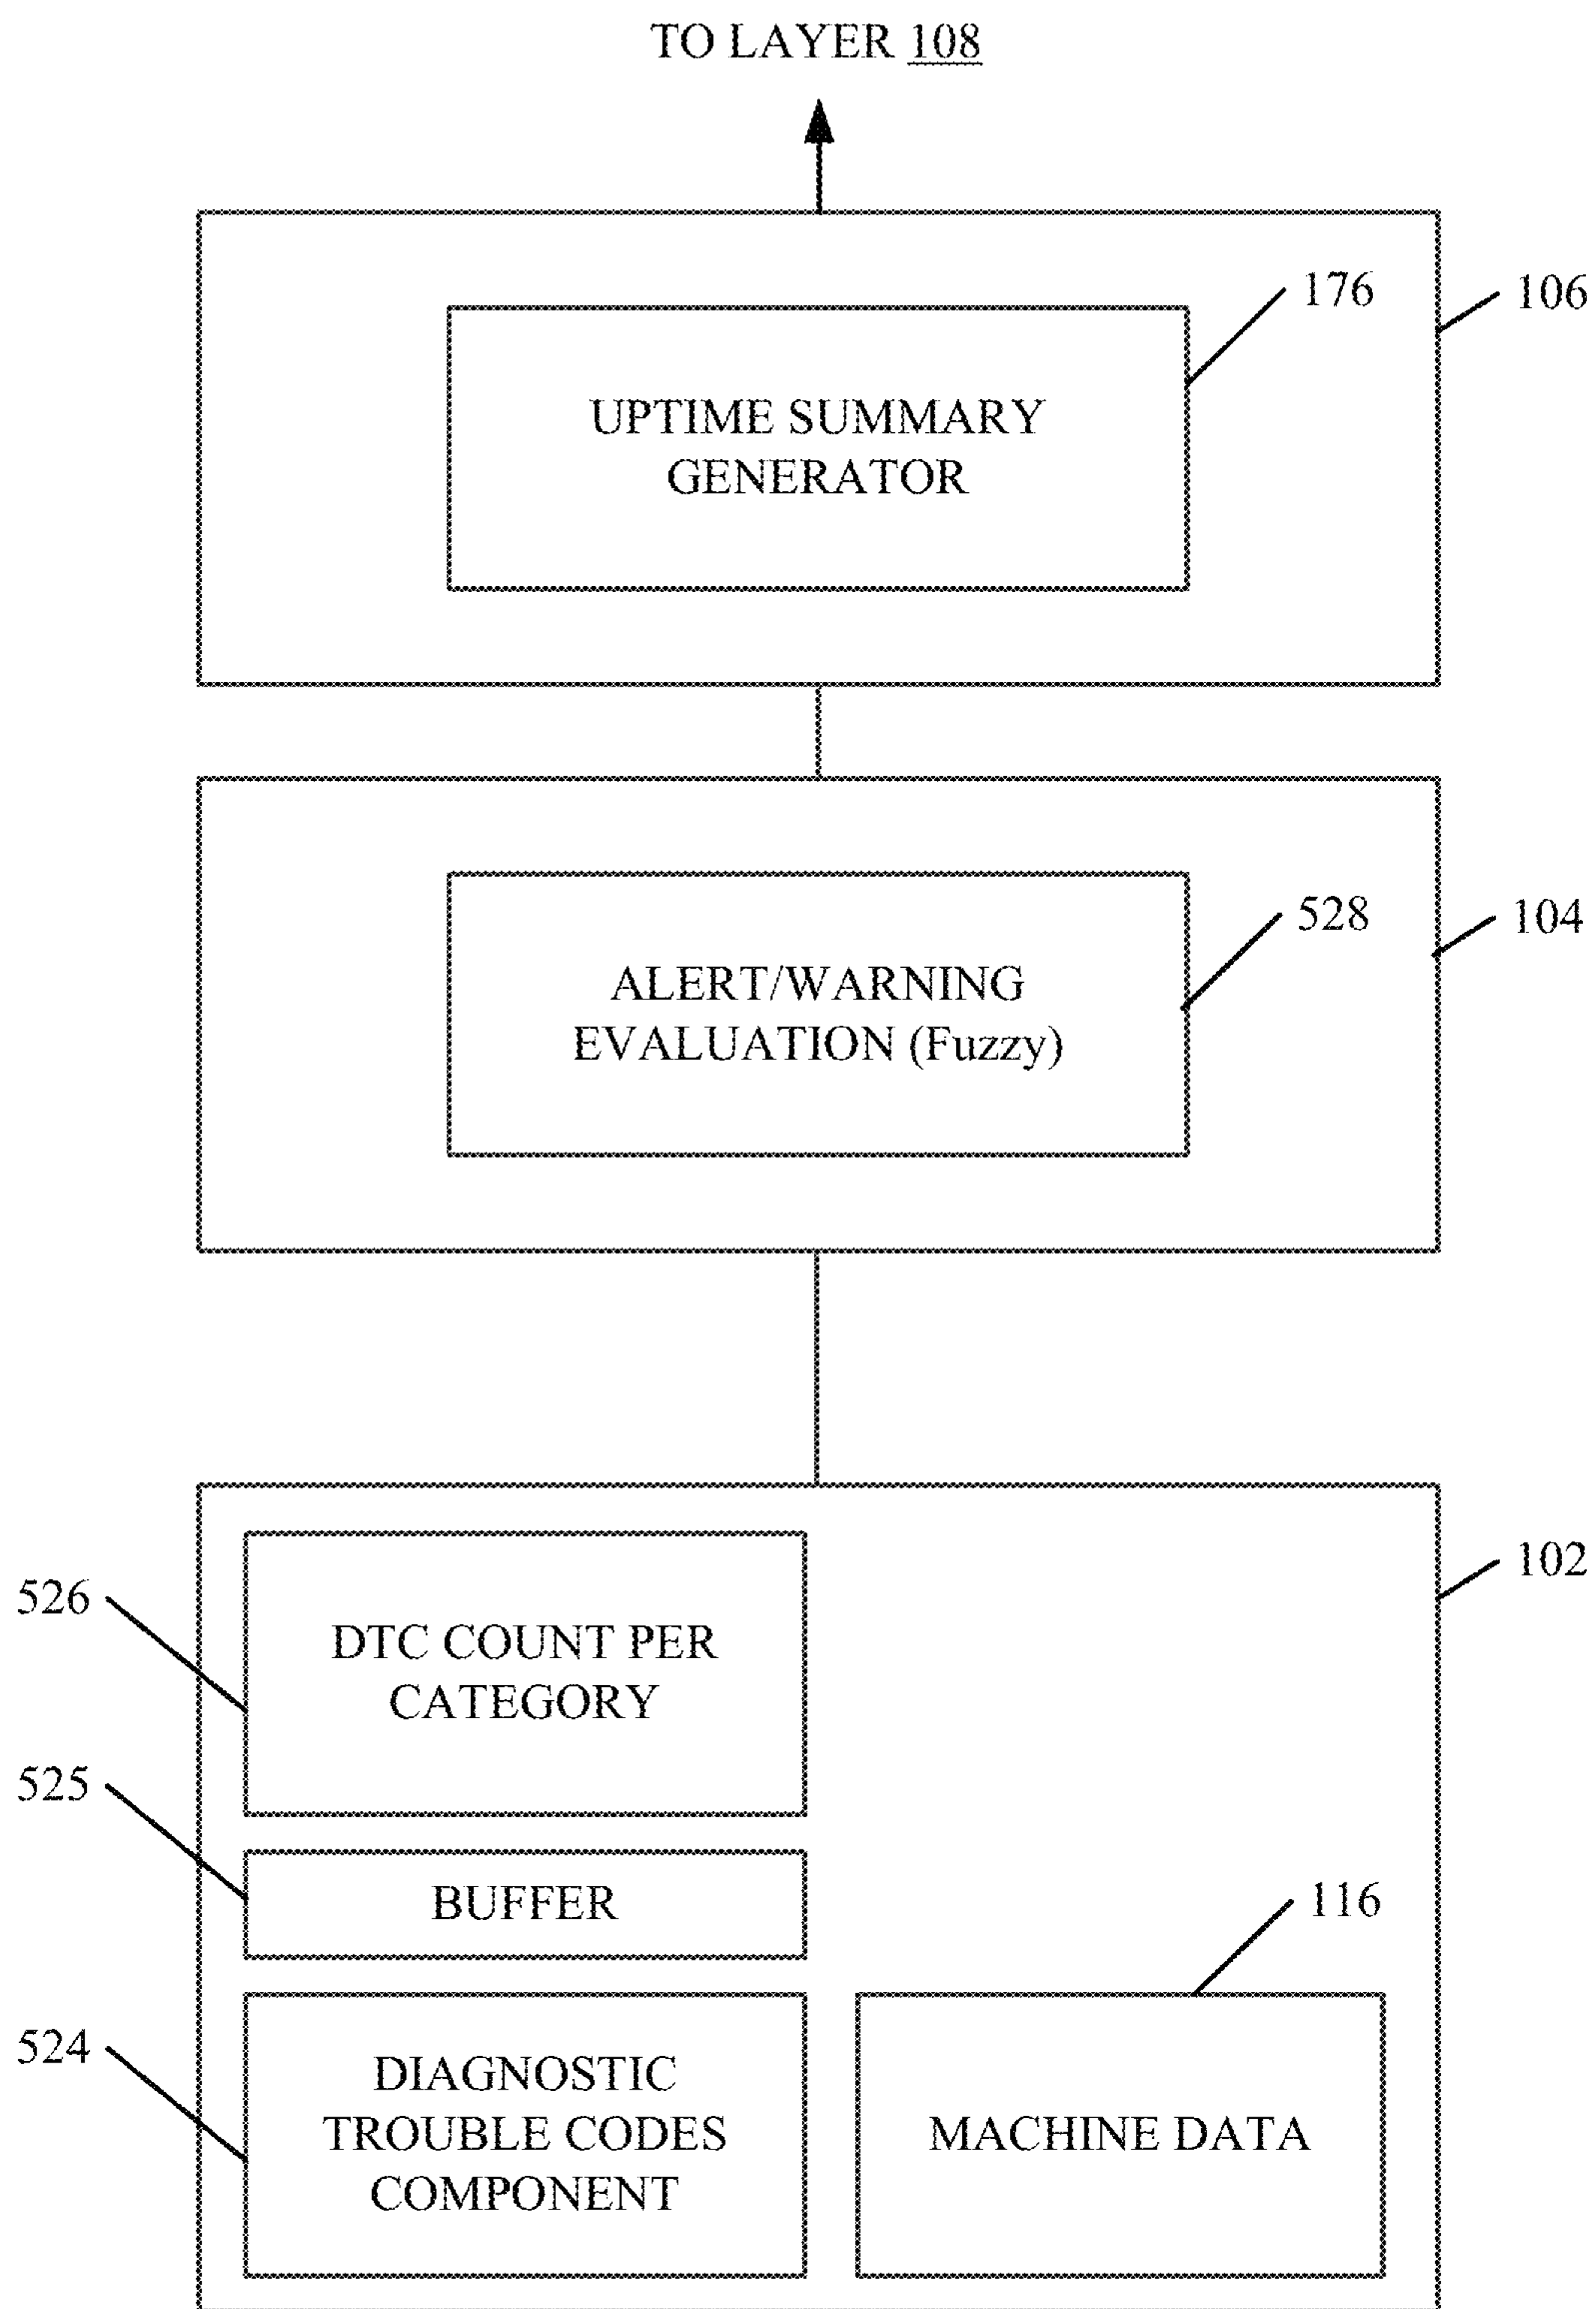 TO LAYER 108
176
106
UPTIME SUMMARY
GENERATOR
528
104
ALERT/WARNING
EVALUATION (Fuzzy)
102
526
DTC COUNT PER
CATEGORY
525
BUFFER
116
524
DIAGNOSTIC
TROUBLE CODES
COMPONENT
MACHINE DATA